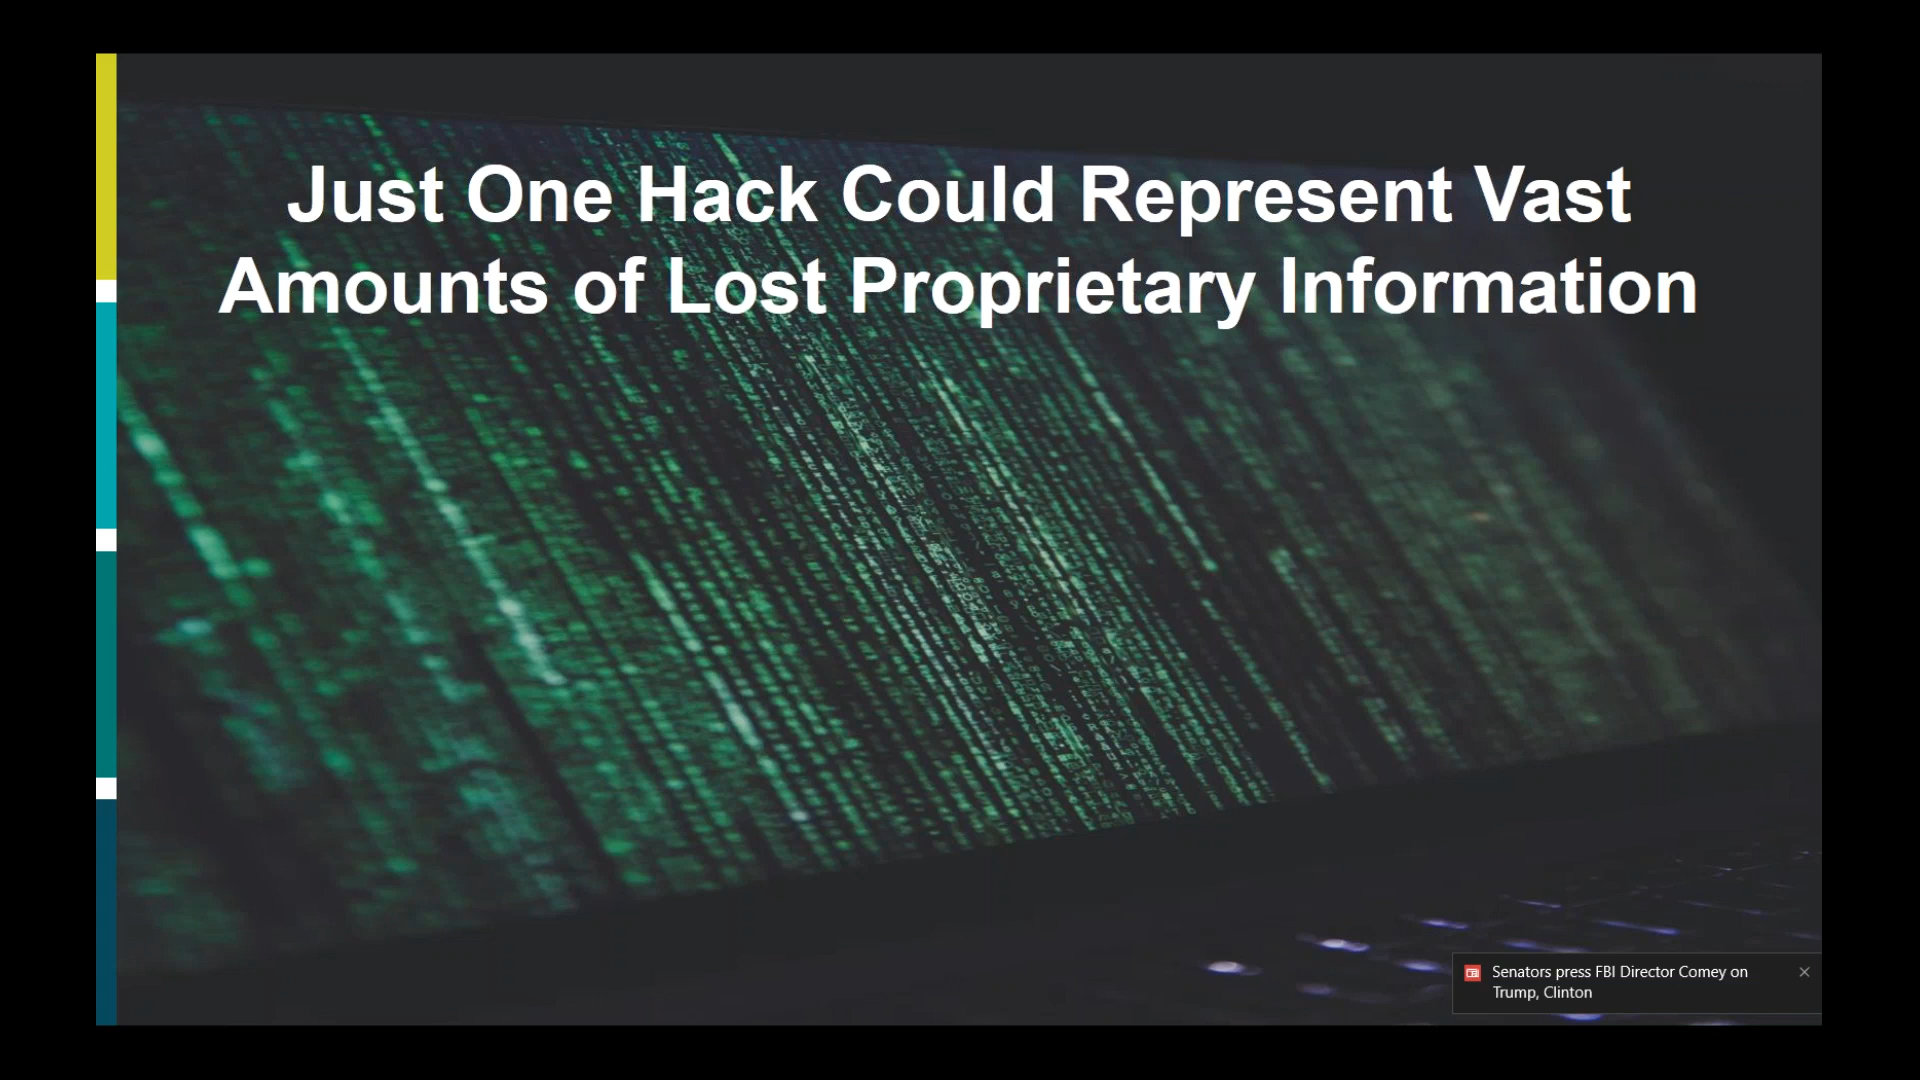 Just One Hack Could Represent Vast
Amounts of Lost Proprietary Information
Senators press FBI Director Comey on
Trump, Clinton